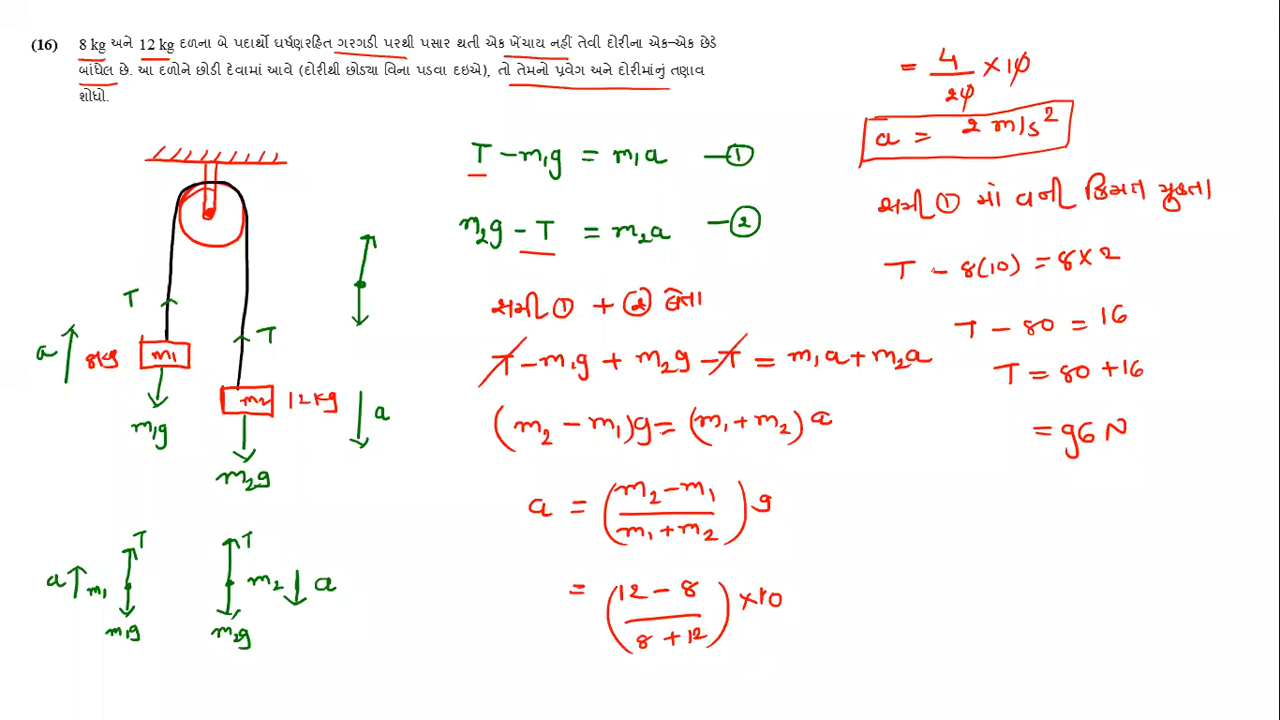 (16) 8 kg અને 12 kg દળના બે પદાર્થો ઘર્ષણરહિત ગરગડી પરથી પસાર થતી એક ખેંચાય નહીં તેવી દોરીના એક–એક છેડે
બાંધેલ છે. આ દળોને છોડી દેવામાં આવે (દોરીથી છોડ્યા વિના પડવા દઇએ), તો તેમનો પ્રવેગ અને દોરીમાંનું તણાવ
શોધો.
T
T
a
8kg
m1
m1g
m2
12kg
a
m2g
T
a
m1
m1g
T
m2
a
m2g
T – m1g = m1a —①
m2g – T = m2a —②
સમી ① + ② લેતા
T – m1g + m2g – T = m1a + m2a
(m2 – m1)g = (m1 + m2) a
a = (m2 – m1 / m1 + m2) g
= (12 – 8 / 8 + 12) × 10
= 4/20 × 10
a = 2 m/s²
સમી ① માં aની કિંમત મુકતા
T – 8(10) = 8 × 2
T – 80 = 16
T = 80 + 16
= 96 N